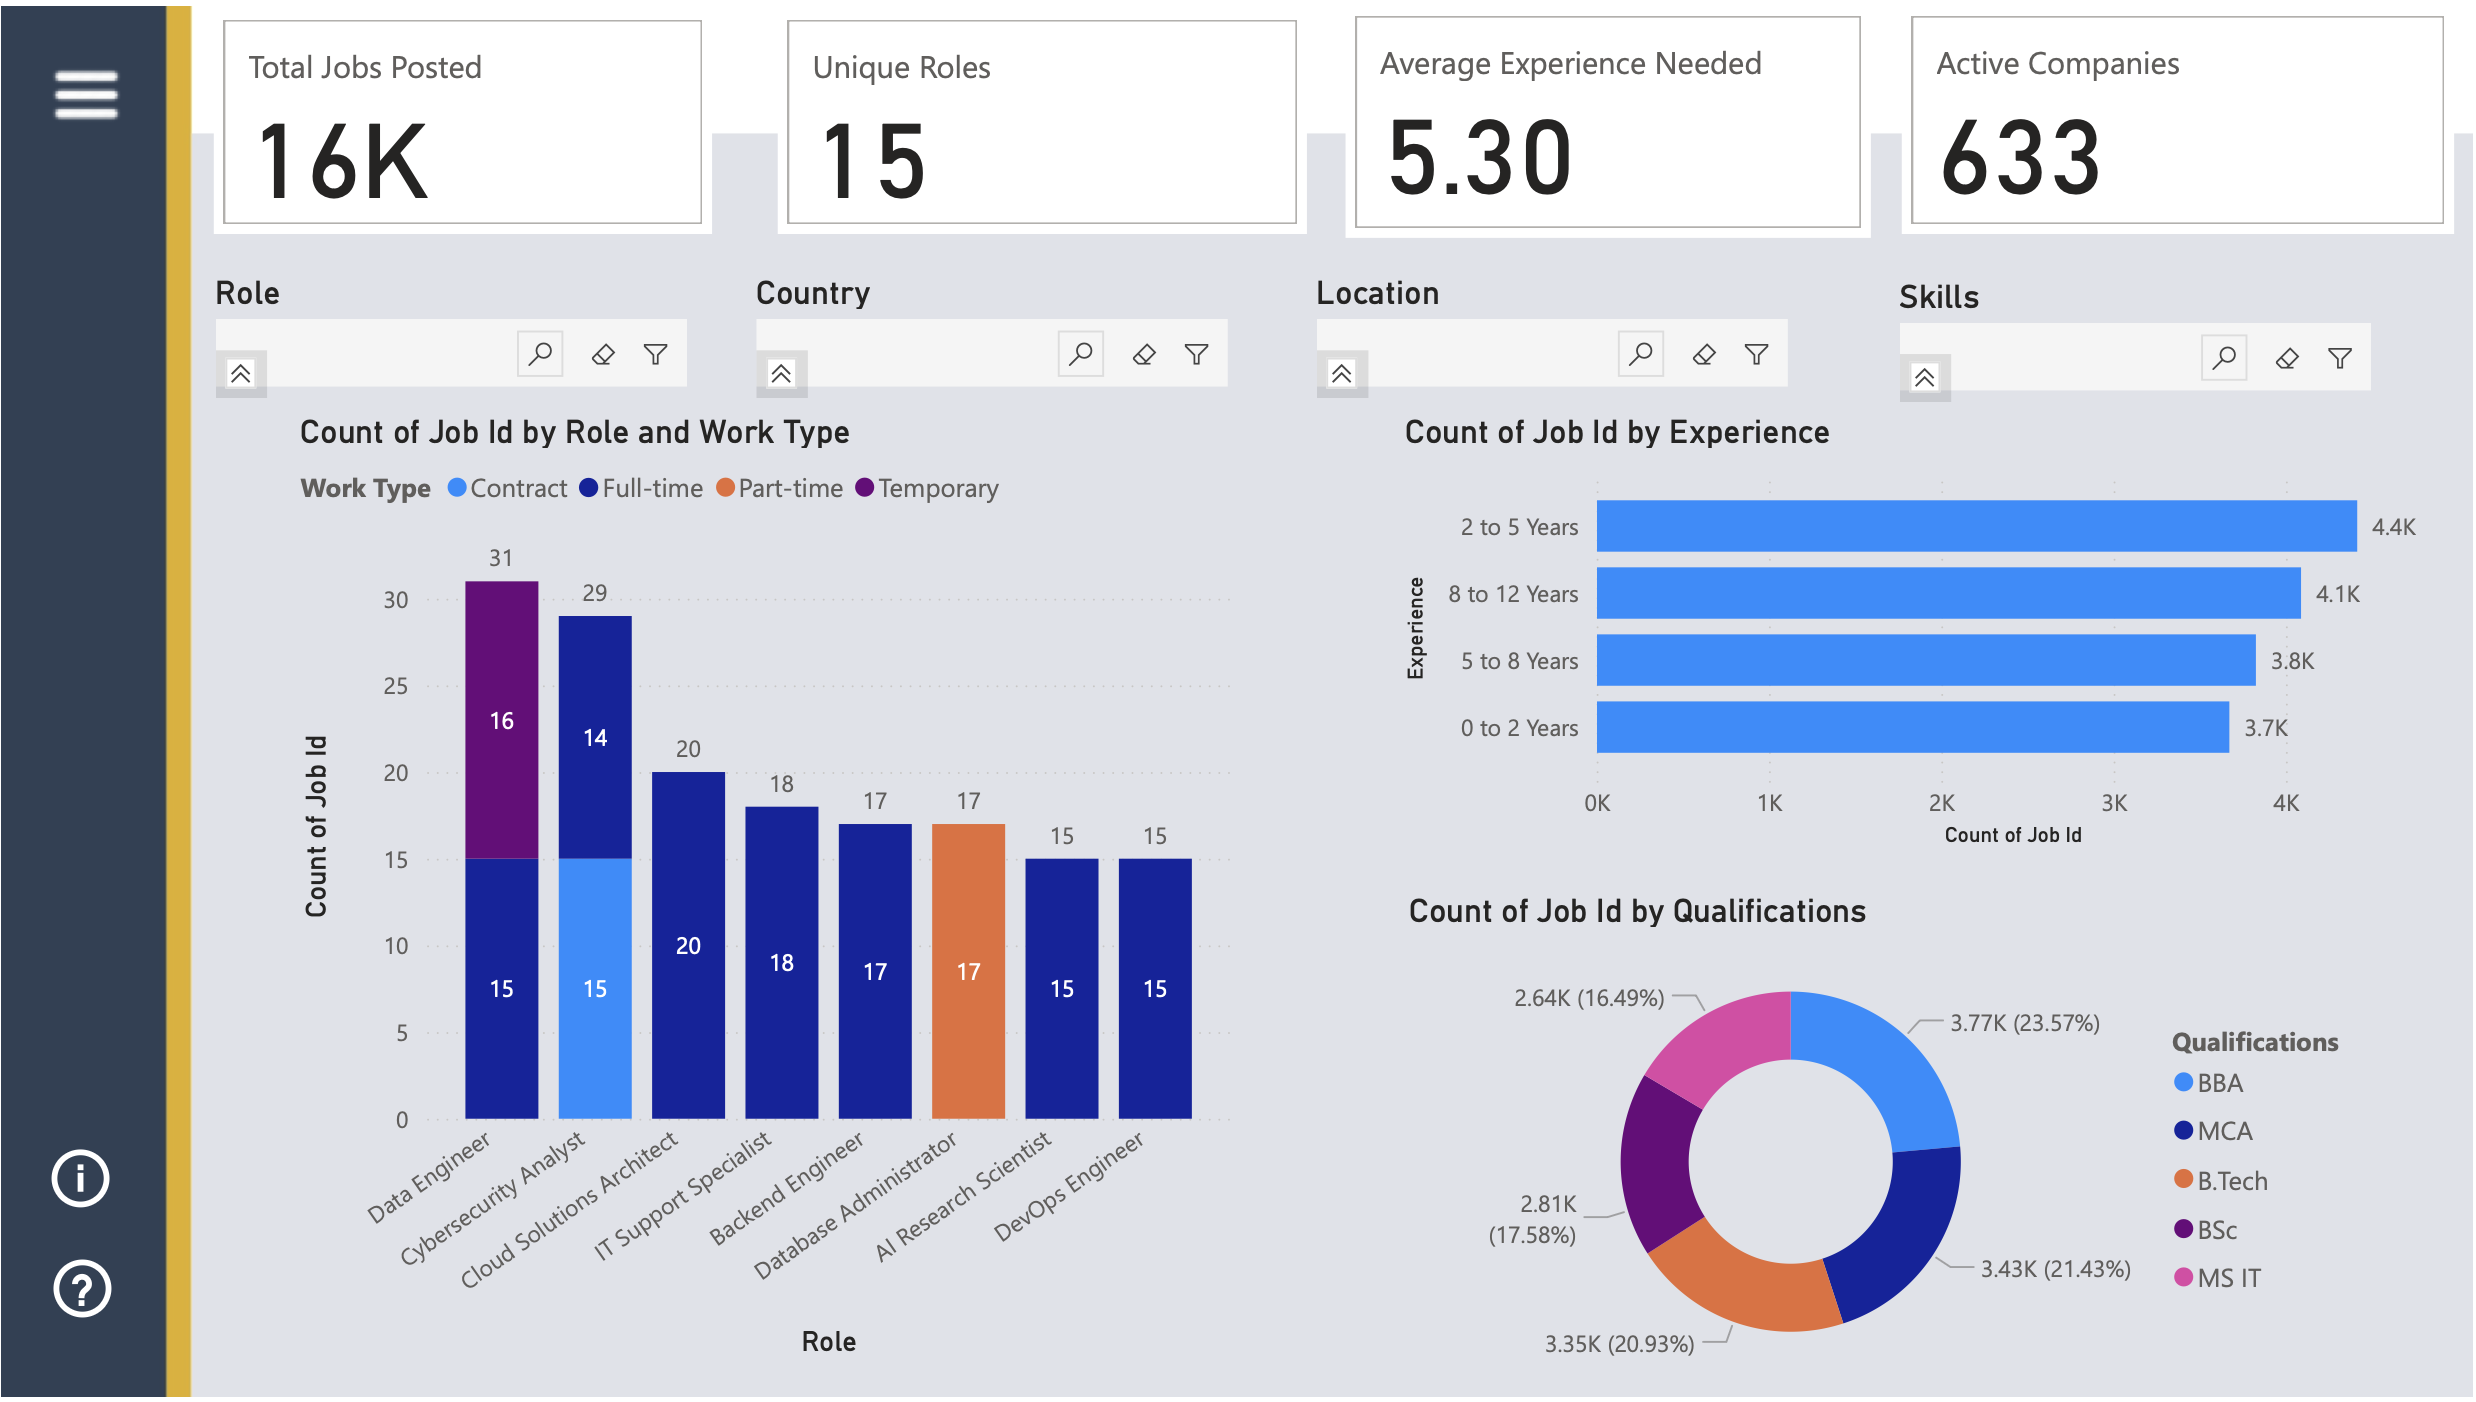 Total Jobs Posted
16K
Unique Roles
15
Average Experience Needed
5.30
Active Companies
633
Role
Country
Location
Skills
Count of Job Id by Role and Work Type
Work Type Contract Full-time Part-time Temporary
Count of Job Id
30
25
20
15
10
5
0
31
16
15
29
14
15
20
20
18
18
17
17
17
17
15
15
15
15
Data Engineer
Cybersecurity Analyst
Cloud Solutions Architect
IT Support Specialist
Backend Engineer
Database Administrator
AI Research Scientist
DevOps Engineer
Role
Count of Job Id by Experience
Experience
2 to 5 Years 4.4K
8 to 12 Years 4.1K
5 to 8 Years 3.8K
0 to 2 Years 3.7K
0K 1K 2K 3K 4K
Count of Job Id
Count of Job Id by Qualifications
2.64K (16.49%)
3.77K (23.57%)
2.81K
(17.58%)
3.43K (21.43%)
3.35K (20.93%)
Qualifications
BBA
MCA
B.Tech
BSc
MS IT
i
?